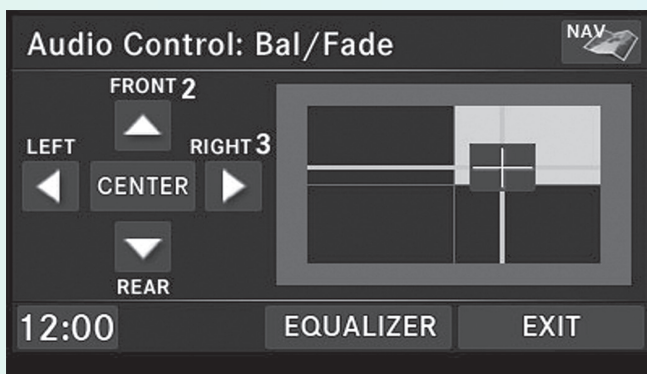 Audio Control: Bal/Fade
NAV
FRONT 2
LEFT
RIGHT 3
CENTER
REAR
12:00
EQUALIZER
EXIT